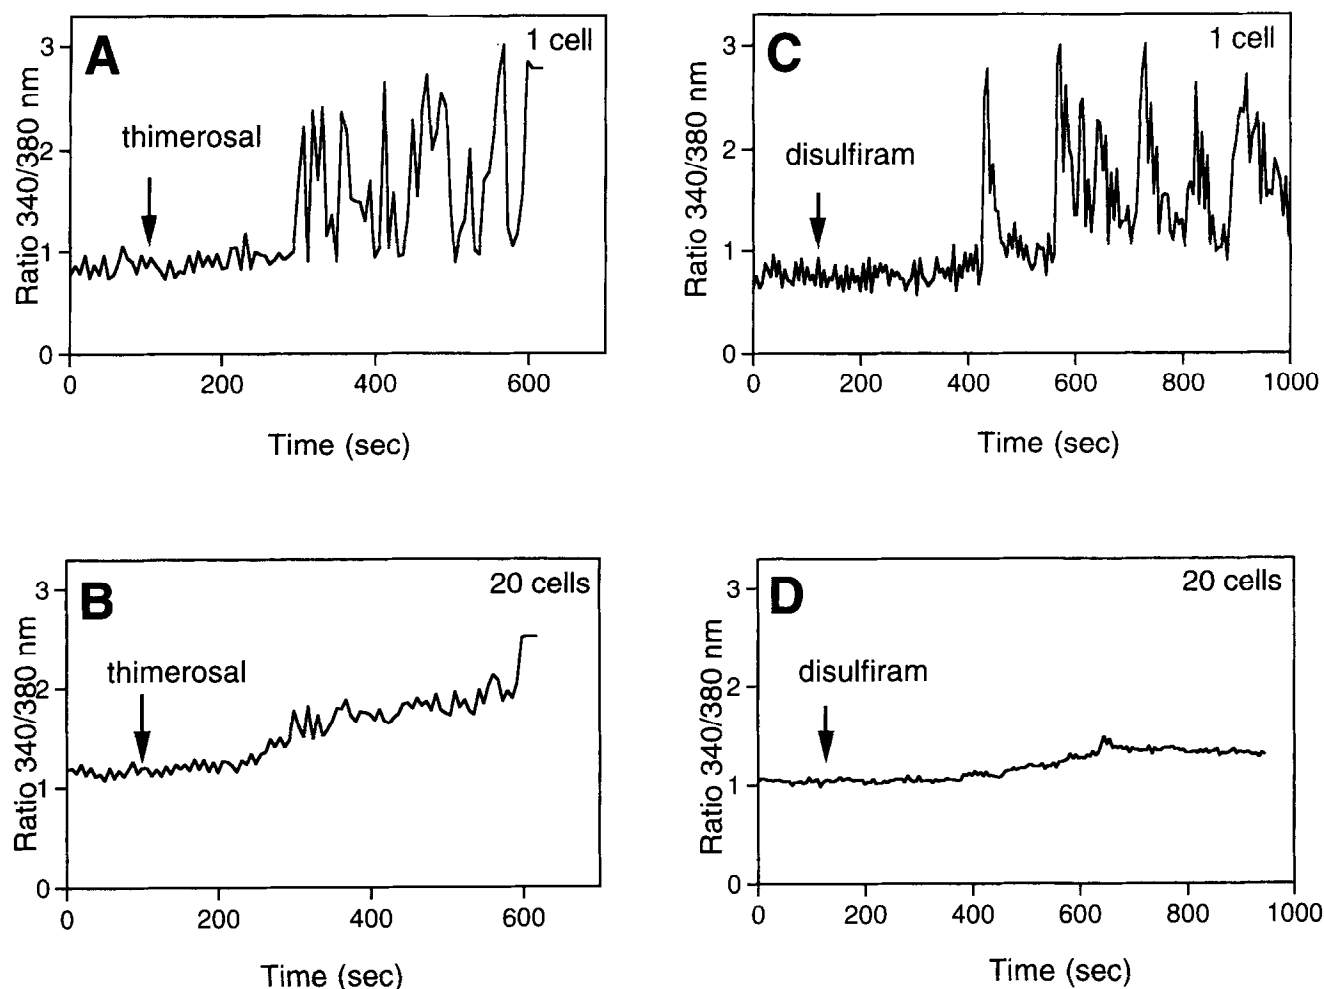 A
1 cell
thimerosal
Ratio 340/380 nm
3
2
1
0
0 200 400 600
Time (sec)
C
1 cell
disulfiram
Ratio 340/380 nm
3
2
1
0
0 200 400 600 800 1000
Time (sec)
B
20 cells
thimerosal
Ratio 340/380 nm
3
2
1
0
0 200 400 600
Time (sec)
D
20 cells
disulfiram
Ratio 340/380 nm
3
2
1
0
0 200 400 600 800 1000
Time (sec)